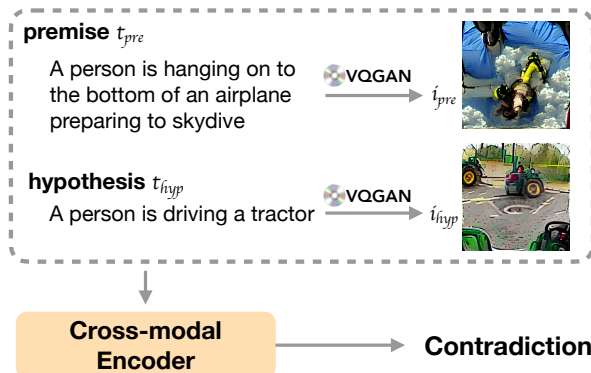 premise t_pre
A person is hanging on to
the bottom of an airplane
preparing to skydive
VQGAN
i_pre
hypothesis t_hyp
A person is driving a tractor
VQGAN
i_hyp
Cross-modal
Encoder
Contradiction